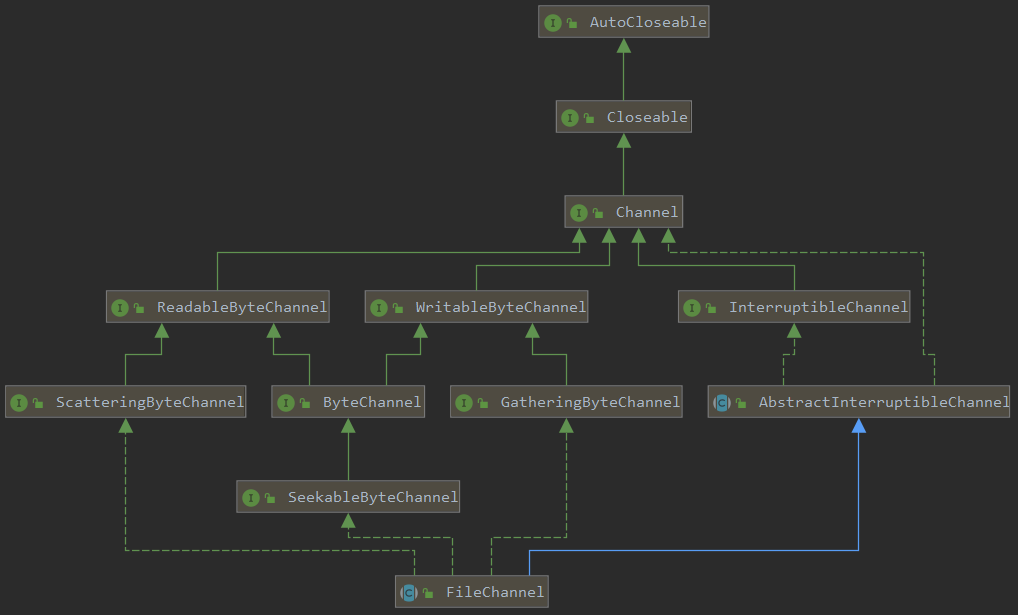 AutoCloseable
Closeable
Channel
ReadableByteChannel
WritableByteChannel
InterruptibleChannel
ScatteringByteChannel
ByteChannel
GatheringByteChannel
AbstractInterruptibleChannel
SeekableByteChannel
FileChannel